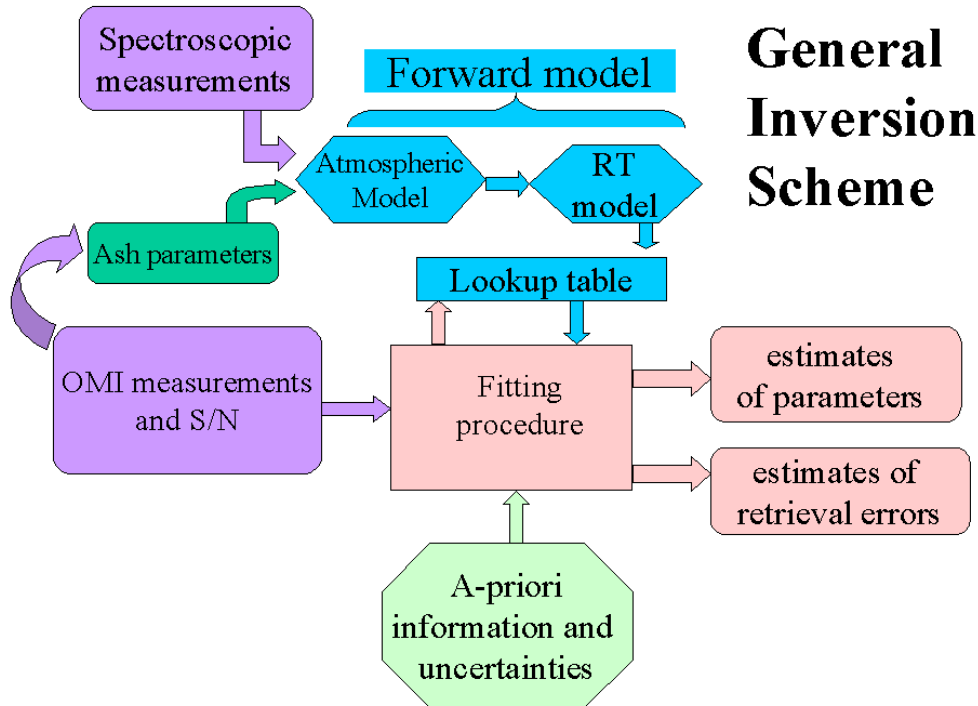 Spectroscopic
measurements
Forward model
General
Inversion
Scheme
Atmospheric
Model
RT
model
Ash parameters
Lookup table
OMI measurements
and S/N
Fitting
procedure
estimates
of parameters
estimates of
retrieval errors
A-priori
information and
uncertainties